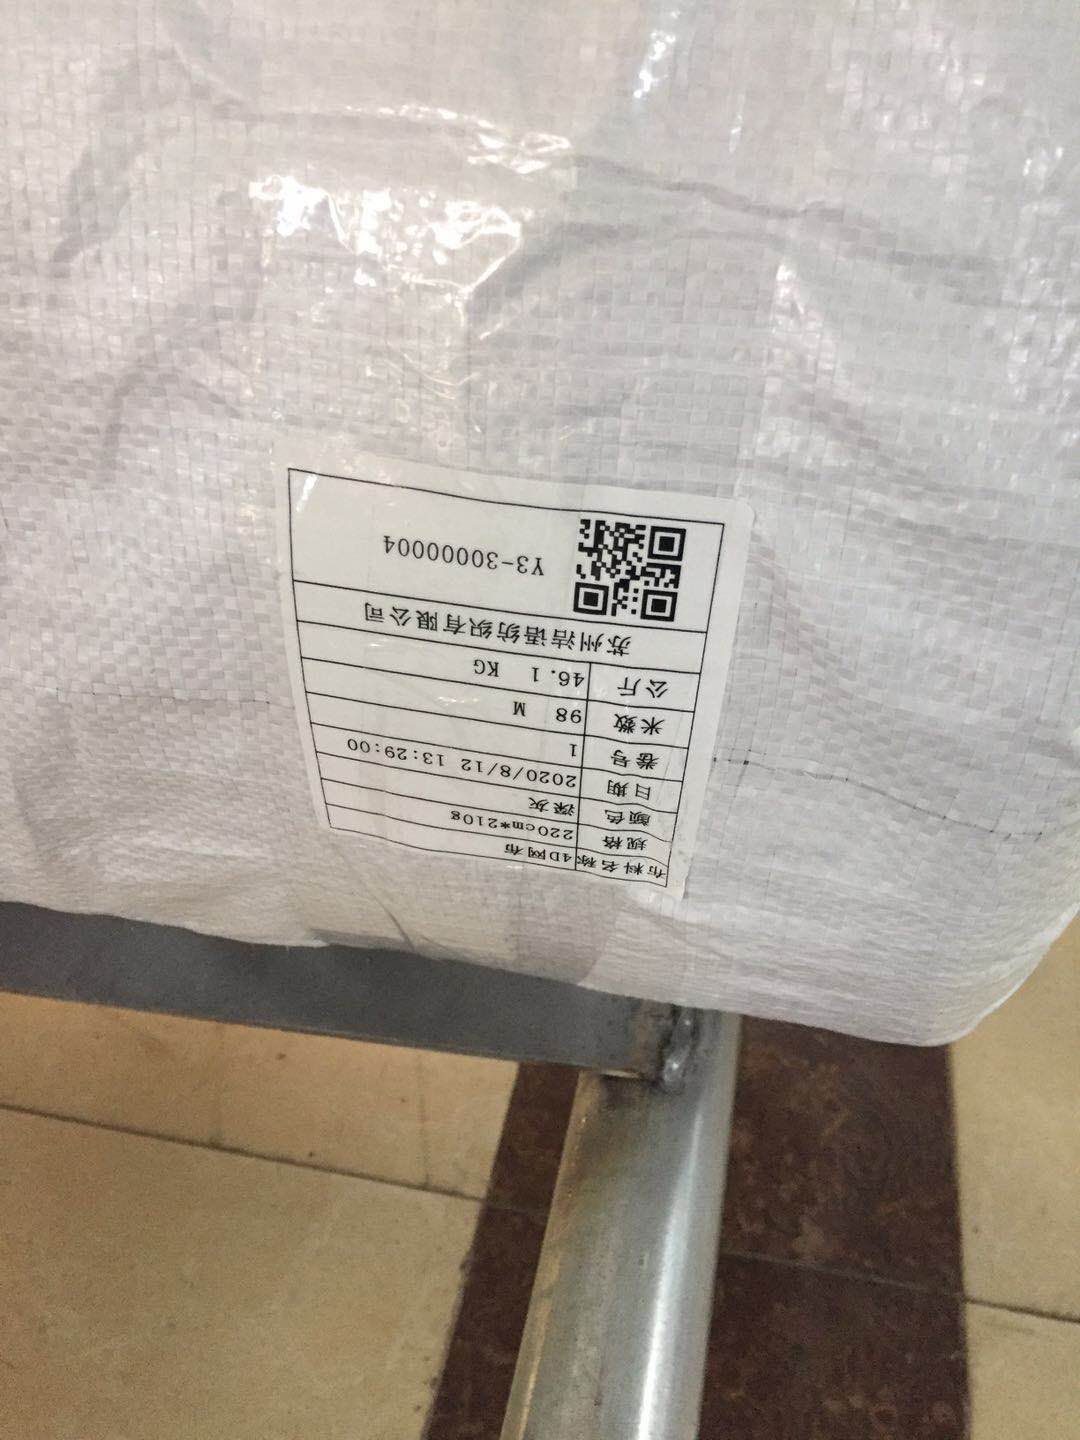 布料名称 4D网布
规格 220cm*210g
颜色 深灰
日期 2020/8/12 13:29:00
卷号 1
米数 98 M
公斤 46.1 KG
苏州洁语纺织有限公司
Y3-30000004